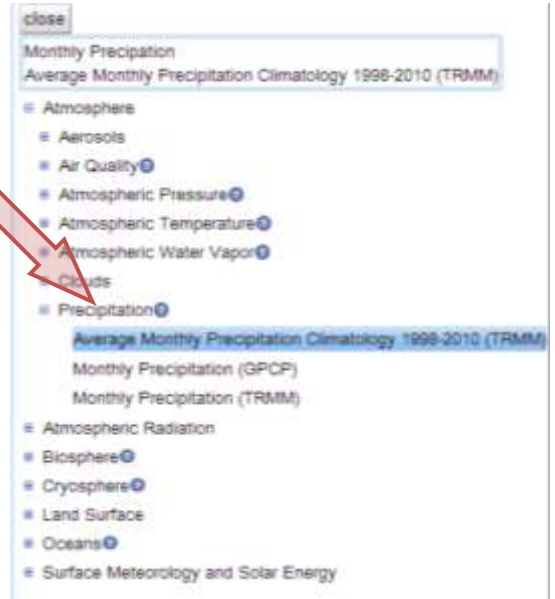 close
Monthly Precipation
Average Monthly Precipitation Climatology 1998-2010 (TRMM)
Atmosphere
Aerosols
Air Quality
Atmospheric Pressure
Atmospheric Temperature
Atmospheric Water Vapor
Clouds
Precipitation
Average Monthly Precipitation Climatology 1998-2010 (TRMM)
Monthly Precipitation (GPCP)
Monthly Precipitation (TRMM)
Atmospheric Radiation
Biosphere
Cryosphere
Land Surface
Oceans
Surface Meteorology and Solar Energy